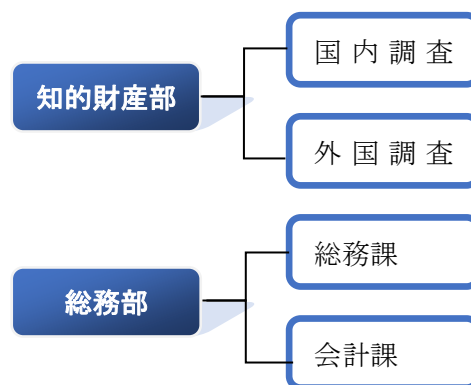 知的財産部
国内調査
外国調査
総務部
総務課
会計課